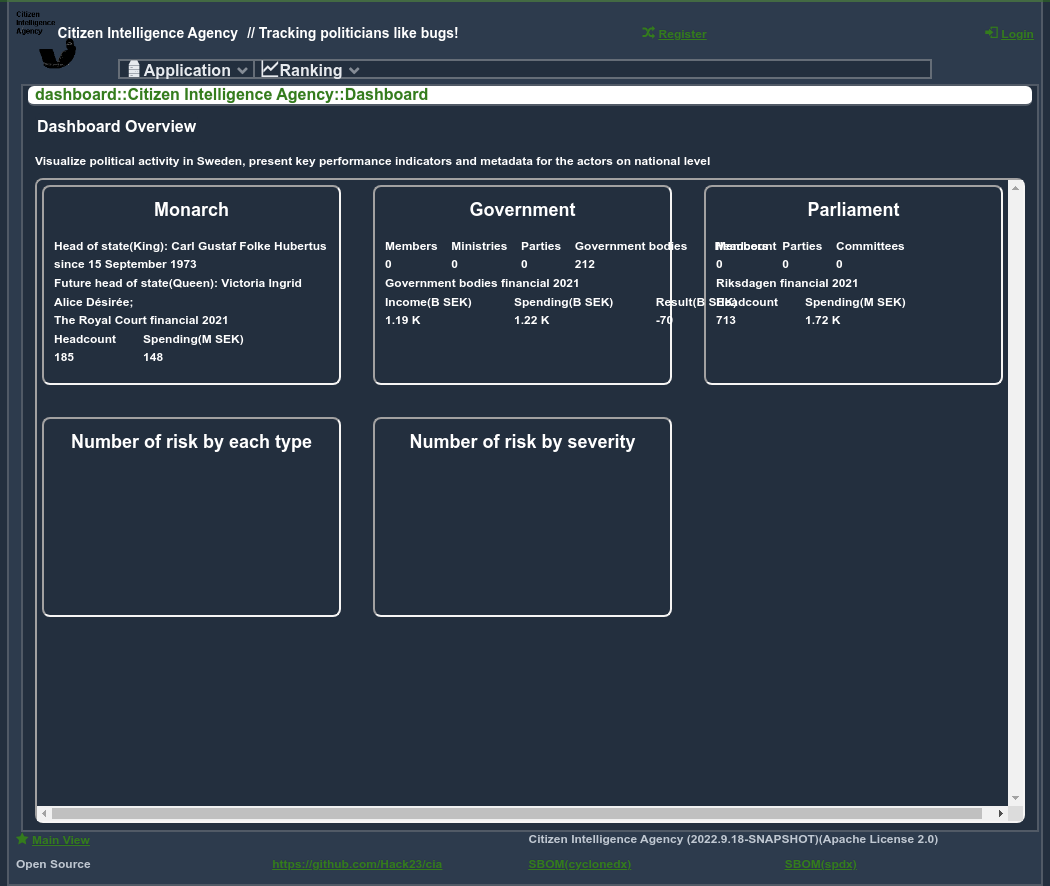 Citizen
Intelligence
Agency
Citizen Intelligence Agency // Tracking politicians like bugs!
Register
Login
Application
Ranking
dashboard::Citizen Intelligence Agency::Dashboard
Dashboard Overview
Visualize political activity in Sweden, present key performance indicators and metadata for the actors on national level
Monarch
Head of state(King): Carl Gustaf Folke Hubertus
since 15 September 1973
Future head of state(Queen): Victoria Ingrid
Alice Désirée;
The Royal Court financial 2021
Headcount Spending(M SEK)
185 148
Government
Members Ministries Parties Government bodies
0 0 0 212
Government bodies financial 2021
Income(B SEK) Spending(B SEK) Result(B SEK)
1.19 K 1.22 K -70
Parliament
Members Parties Committees
0 0 0
Riksdagen financial 2021
Headcount Spending(M SEK)
713 1.72 K
Number of risk by each type
Number of risk by severity
Main View
Citizen Intelligence Agency (2022.9.18-SNAPSHOT)(Apache License 2.0)
Open Source
https://github.com/Hack23/cia
SBOM(cyclonedx)
SBOM(spdx)